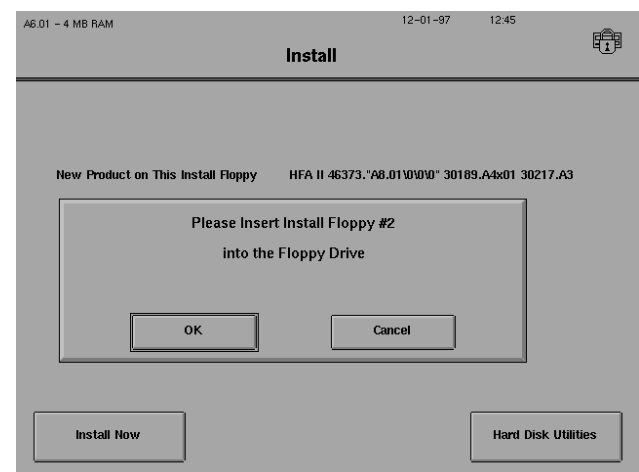 A6.01 - 4 MB RAM 12-01-97 12:45
Install
New Product on This Install Floppy HFA II 46373."A8.01\0\0\0" 30189.A4x01 30217.A3
Please Insert Install Floppy #2
into the Floppy Drive
OK Cancel
Install Now Hard Disk Utilities